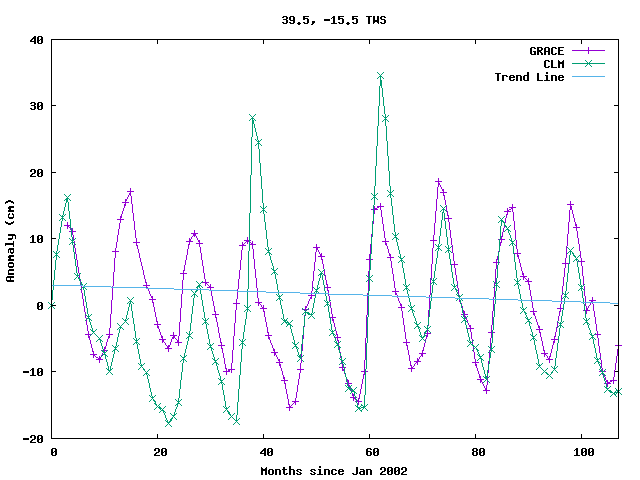 39.5, -15.5 TWS
GRACE
CLM
Trend Line
40
30
20
10
0
-10
-20
Anomaly (cm)
0 20 40 60 80 100
Months since Jan 2002